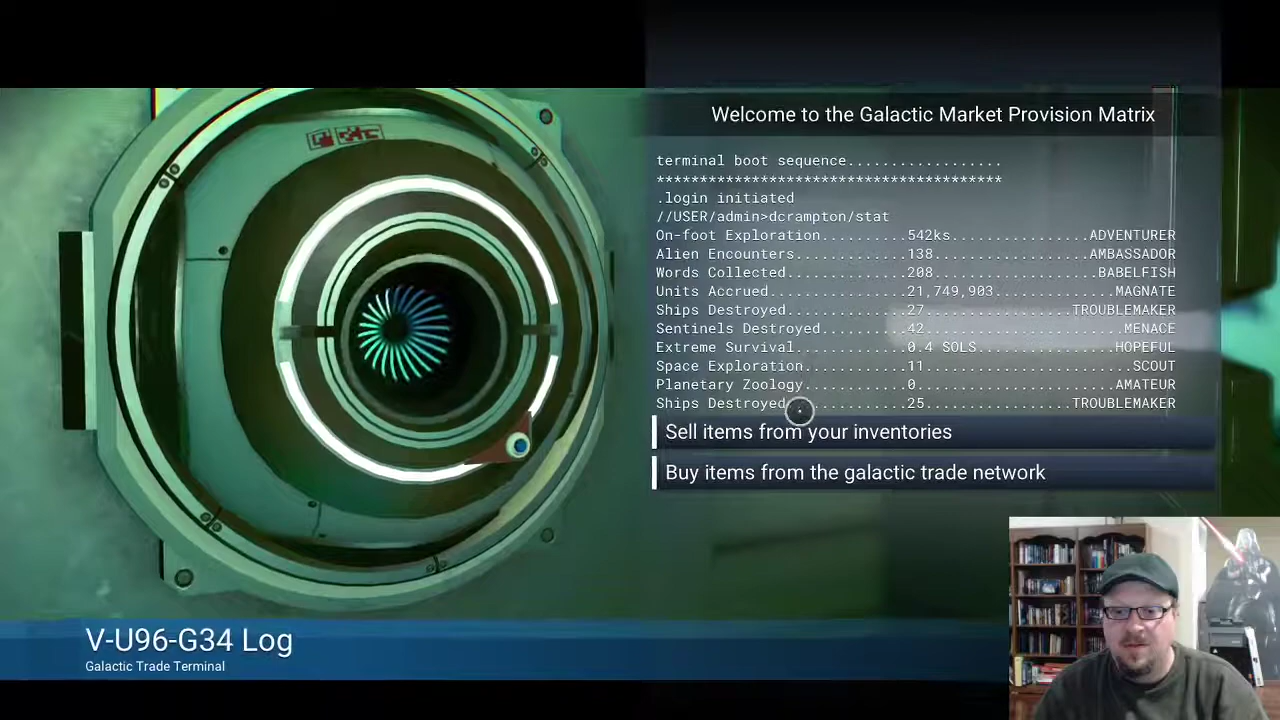 Welcome to the Galactic Market Provision Matrix
terminal boot sequence..................
****************************************
.login initiated
//USER/admin>dcrampton/stat
On-foot Exploration..........542ks................ADVENTURER
Alien Encounters.............138..................AMBASSADOR
Words Collected..............208...................BABELFISH
Units Accrued................21,749,903..............MAGNATE
Ships Destroyed..............27.................TROUBLEMAKER
Sentinels Destroyed..........42.......................MENACE
Extreme Survival.............0.4 SOLS................HOPEFUL
Space Exploration............11........................SCOUT
Planetary Zoology............0.......................AMATEUR
Ships Destroyed..............25.................TROUBLEMAKER
Sell items from your inventories
Buy items from the galactic trade network
V-U96-G34 Log
Galactic Trade Terminal